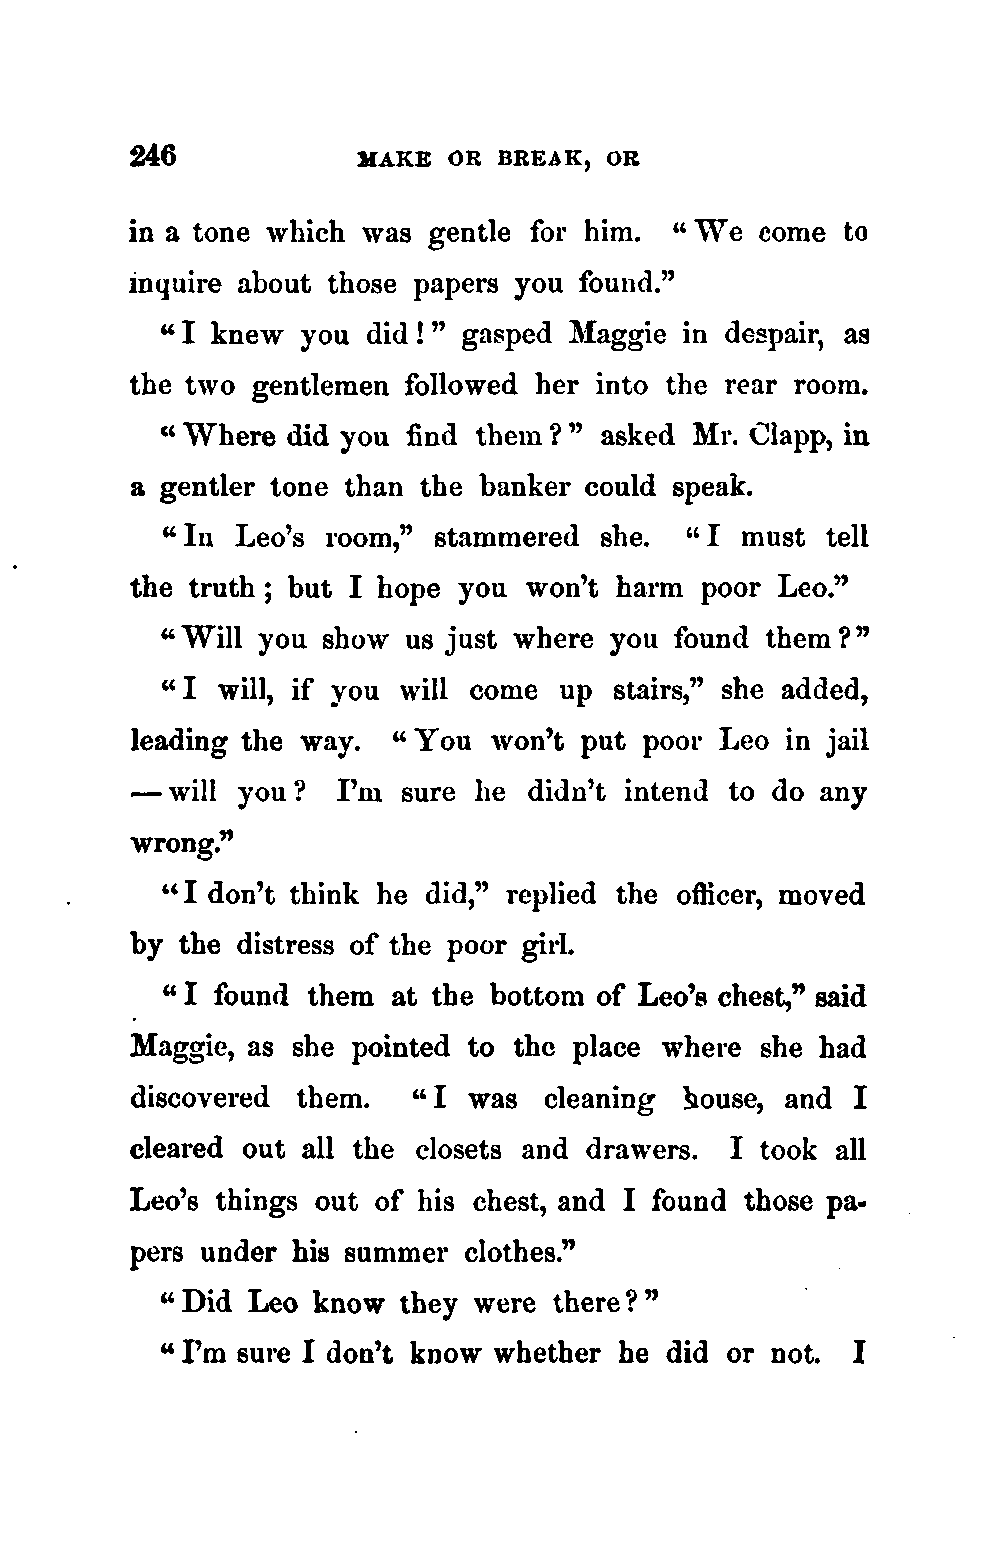 246 MAKE OR BREAK, OR
in a tone which was gentle for him. “We come to
inquire about those papers you found.”
“I knew you did!” gasped Maggie in despair, as
the two gentlemen followed her into the rear room.
“Where did you find them?” asked Mr. Clapp, in
a gentler tone than the banker could speak.
“In Leo’s room,” stammered she. “I must tell
the truth; but I hope you won’t harm poor Leo.”
“Will you show us just where you found them?”
“I will, if you will come up stairs,” she added,
leading the way. “You won’t put poor Leo in jail
— will you? I’m sure he didn’t intend to do any
wrong.”
“I don’t think he did,” replied the officer, moved
by the distress of the poor girl.
“I found them at the bottom of Leo’s chest,” said
Maggie, as she pointed to the place where she had
discovered them. “I was cleaning house, and I
cleared out all the closets and drawers. I took all
Leo’s things out of his chest, and I found those pa-
pers under his summer clothes.”
“Did Leo know they were there?”
“I’m sure I don’t know whether he did or not. I